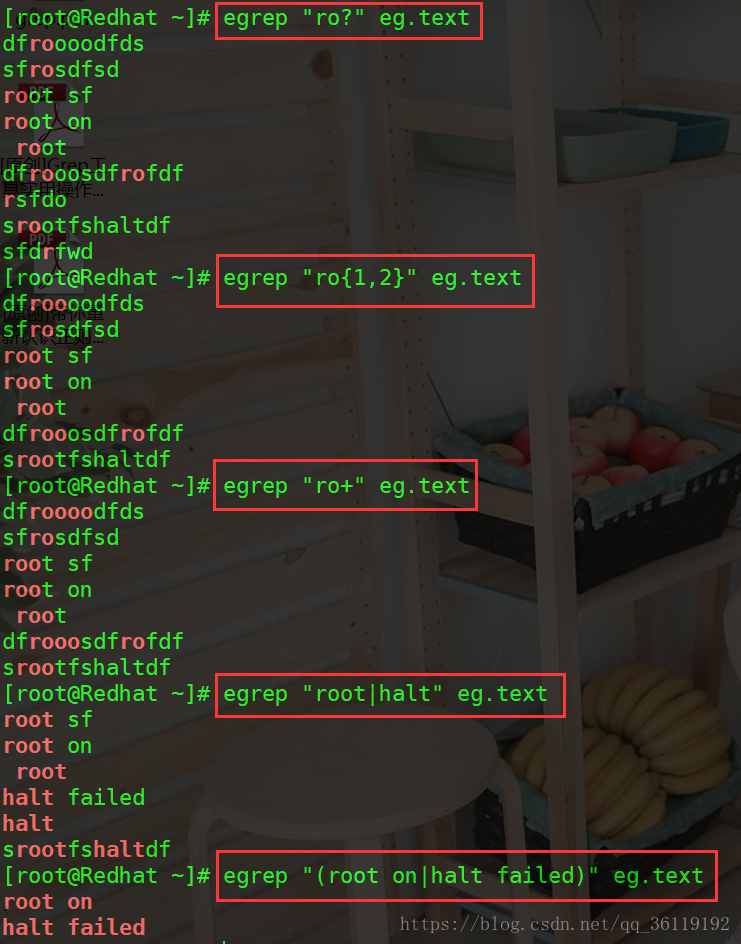 [root@Redhat ~]# egrep "ro?" eg.text
dfroooodfds
sfrosdfsd
root sf
root on
 root
dfrooosdfrofdf
rsfdo
srootfshaltdf
sfdrfwd
[root@Redhat ~]# egrep "ro{1,2}" eg.text
dfroooodfds
sfrosdfsd
root sf
root on
 root
dfrooosdfrofdf
srootfshaltdf
[root@Redhat ~]# egrep "ro+" eg.text
dfroooodfds
sfrosdfsd
root sf
root on
 root
dfrooosdfrofdf
srootfshaltdf
[root@Redhat ~]# egrep "root|halt" eg.text
root sf
root on
 root
halt failed
halt
srootfshaltdf
[root@Redhat ~]# egrep "(root on|halt failed)" eg.text
root on
halt failed
https://blog.csdn.net/qq_36119192